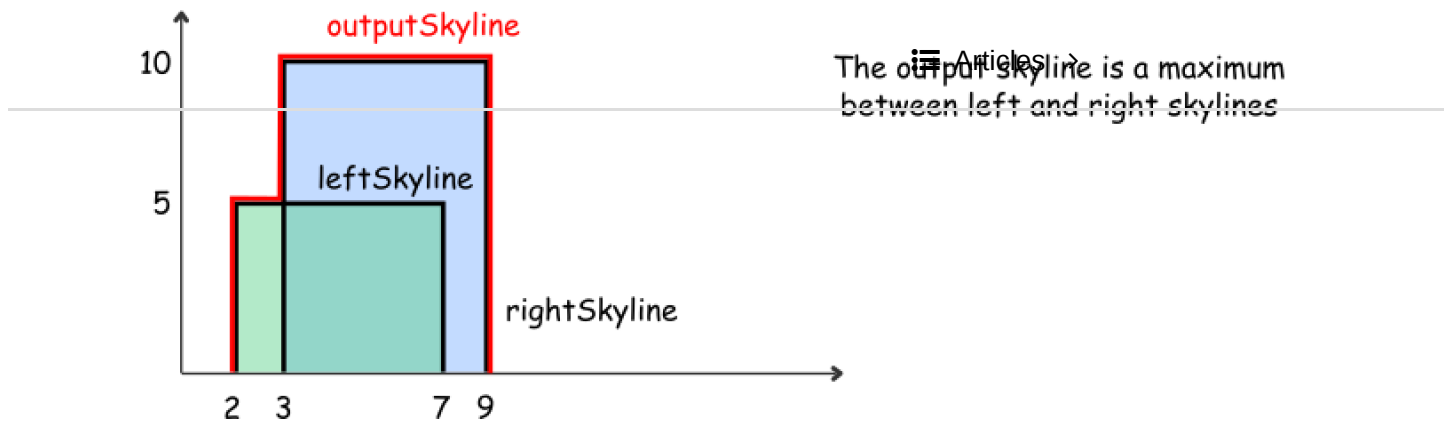 outputSkyline
10
Articles >
The output skyline is a maximum
between left and right skylines
leftSkyline
5
rightSkyline
2 3 7 9